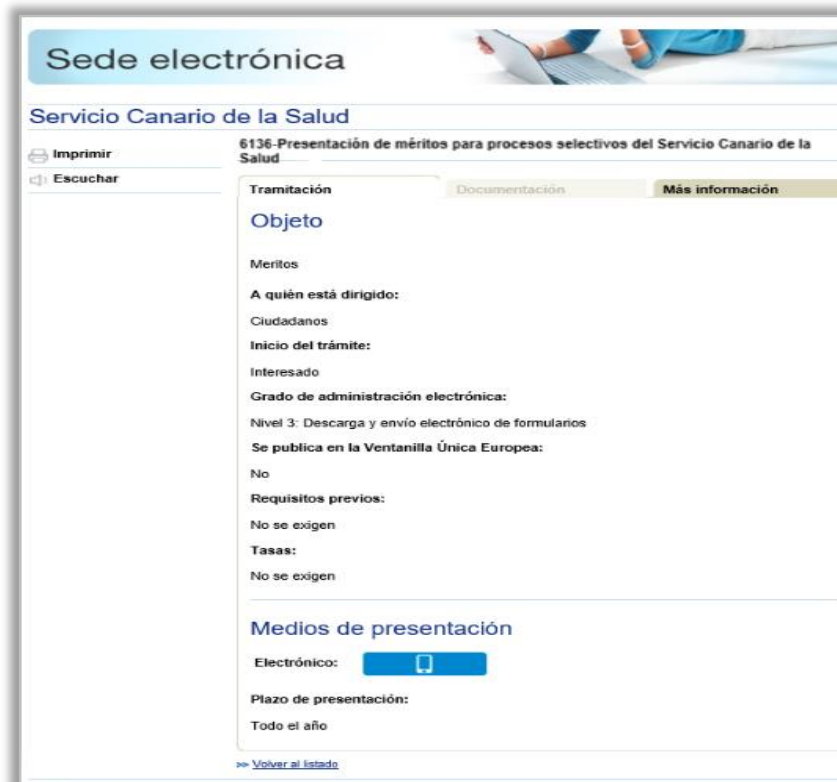 Sede electrónica
Servicio Canario de la Salud
Imprimir
Escuchar
6136-Presentación de méritos para procesos selectivos del Servicio Canario de la
Salud
Tramitación
Documentación
Más información
Objeto
Meritos
A quién está dirigido:
Ciudadanos
Inicio del trámite:
Interesado
Grado de administración electrónica:
Nivel 3: Descarga y envío electrónico de formularios
Se publica en la Ventanilla Única Europea:
No
Requisitos previos:
No se exigen
Tasas:
No se exigen
Medios de presentación
Electrónico:
Plazo de presentación:
Todo el año
>> Volver al listado